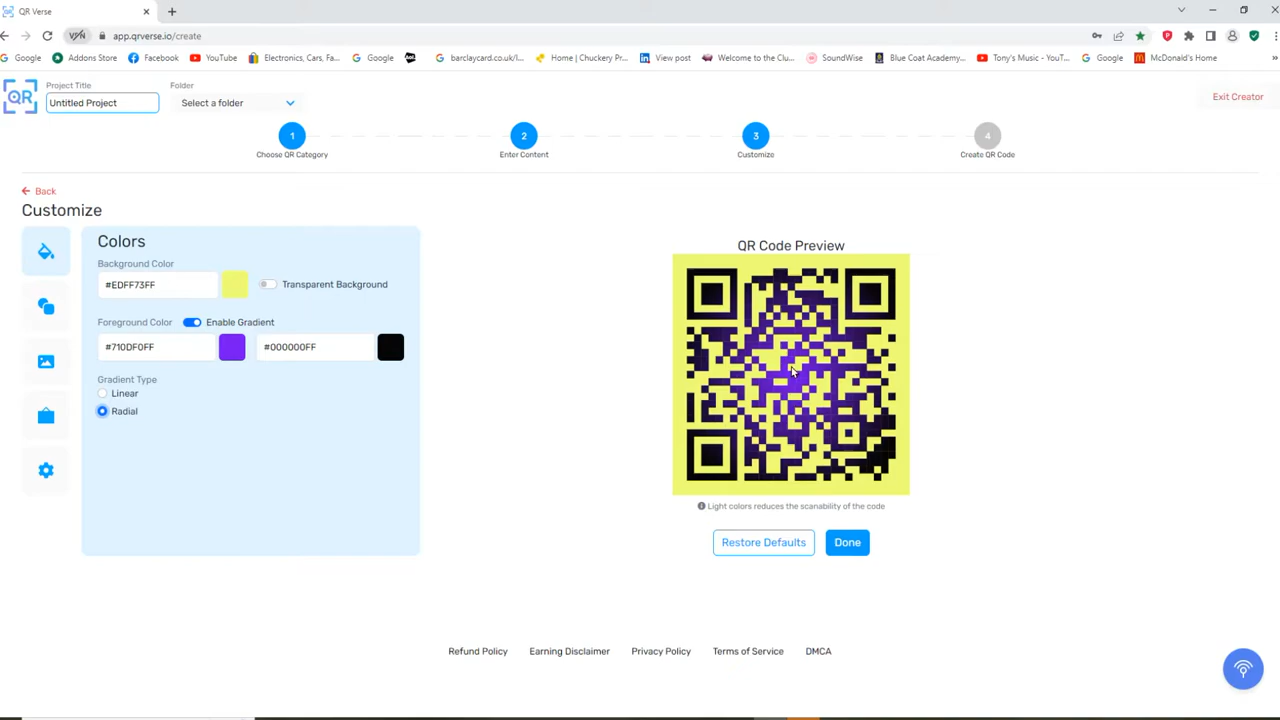 QR Verse
VPN app.qrverse.io/create
Google Addons Store Facebook YouTube Electronics, Cars, Fa... Google Aol. barclaycard.co.uk/l... Home | Chuckery Pr... View post Welcome to the Clu... SoundWise Blue Coat Academy... Tony's Music - YouT... Google McDonald's Home »
QR
Project Title
Untitled Project
Folder
Select a folder
Exit Creator
1 2 3 4
Choose QR Category Enter Content Customize Create QR Code
Back
Customize
Colors
Background Color
#EDFF73FF
Transparent Background
Foreground Color
Enable Gradient
#710DF0FF
#000000FF
Gradient Type
Linear
Radial
QR Code Preview
Light colors reduces the scanability of the code
Restore Defaults
Done
Refund Policy Earning Disclaimer Privacy Policy Terms of Service DMCA